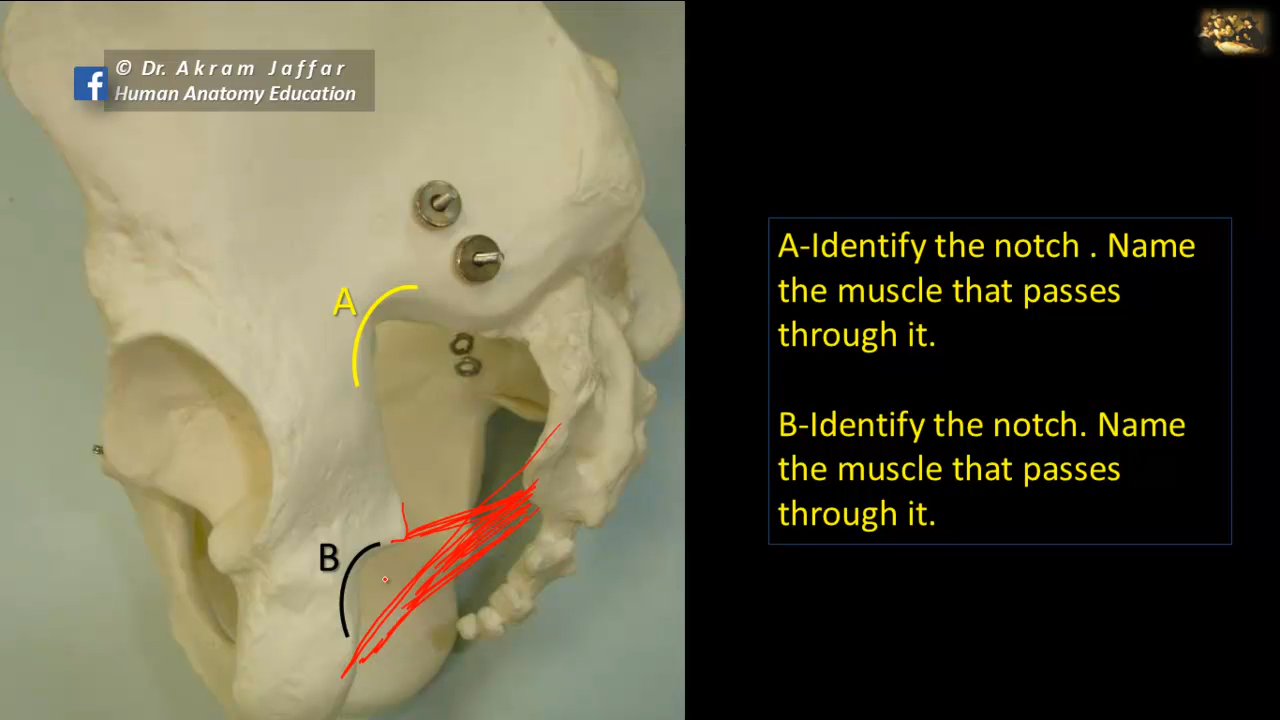 © Dr. Akram Jaffar
Human Anatomy Education
A
B
A-Identify the notch . Name
the muscle that passes
through it.
B-Identify the notch. Name
the muscle that passes
through it.